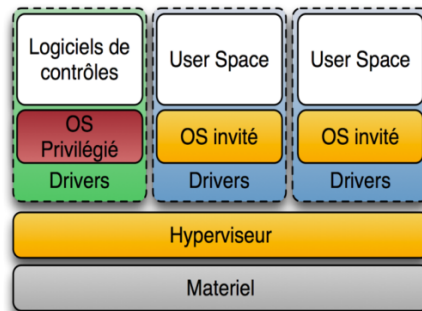 Logiciels de
contrôles
OS
Privilégié
Drivers
User Space
OS invité
Drivers
User Space
OS invité
Drivers
Hyperviseur
Materiel